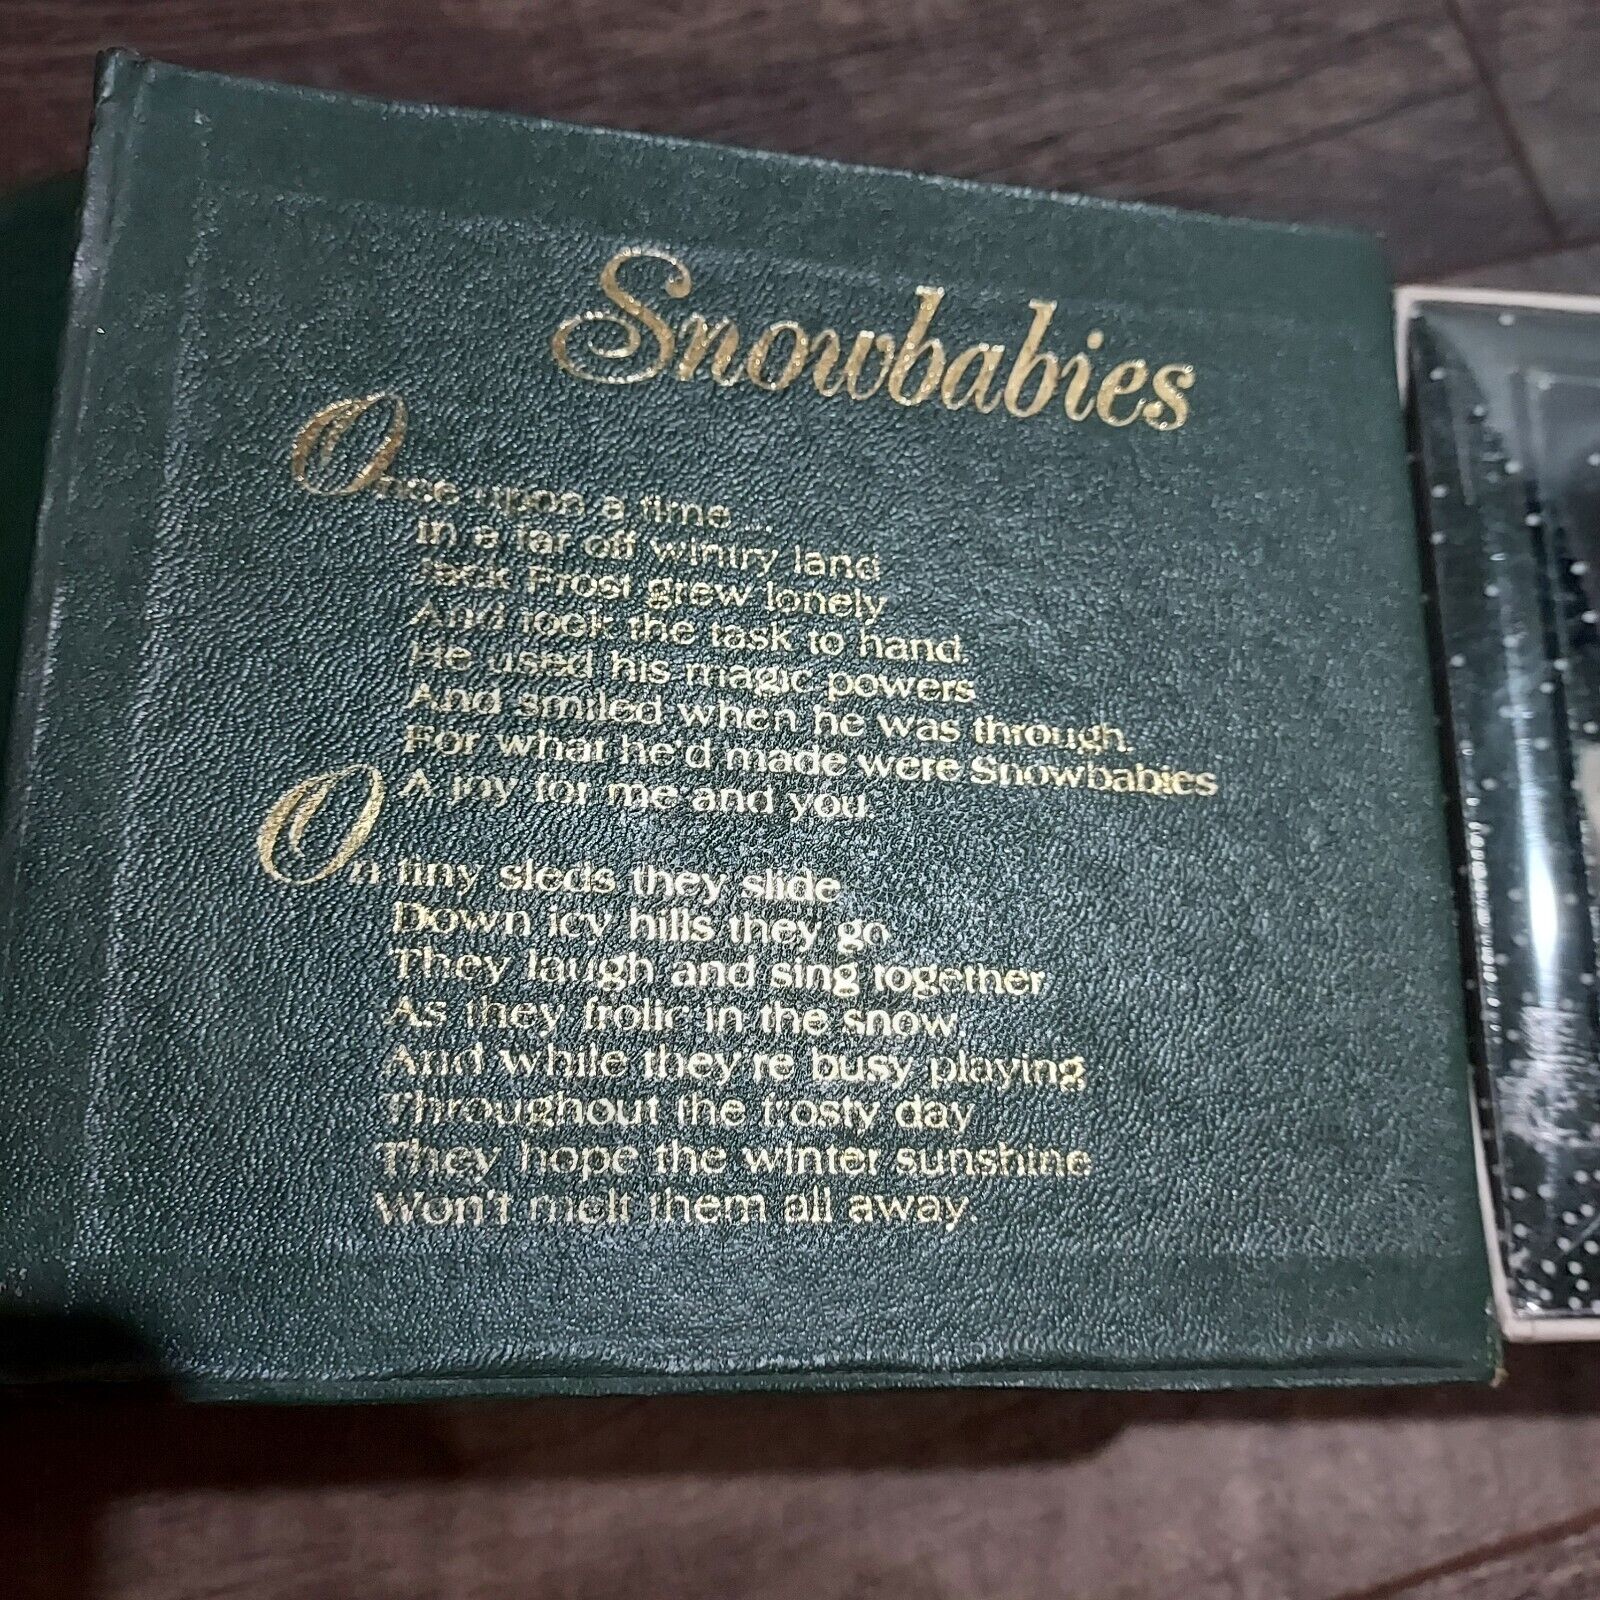 Snowbabies
Once upon a time ...
In a far off wintry land
Jack Frost grew lonely
And took the task to hand.
He used his magic powers
And smiled when he was through.
For what he'd made were Snowbabies
A joy for me and you.
On tiny sleds they slide
Down icy hills they go.
They laugh and sing together
As they frolic in the snow.
And while they're busy playing
Throughout the frosty day
They hope the winter sunshine
Won't melt them all away.